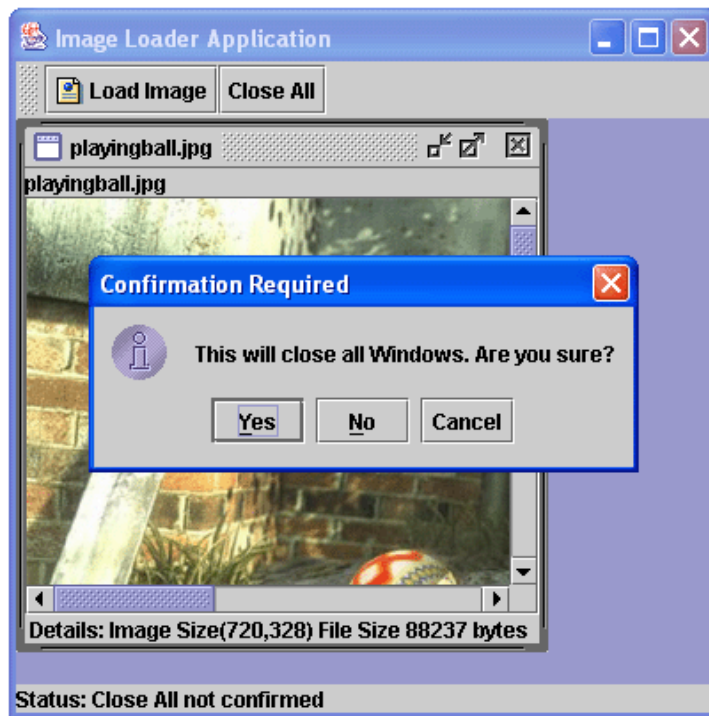 Image Loader Application
Load Image Close All
playingball.jpg
playingball.jpg
Confirmation Required
This will close all Windows. Are you sure?
Yes No Cancel
Details: Image Size(720,328) File Size 88237 bytes
Status: Close All not confirmed